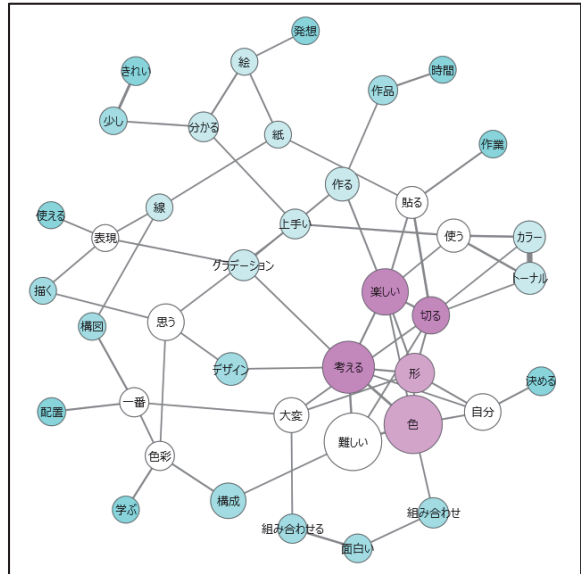 発想
絵
きれい
時間
作品
少し
分かる
紙
作業
作る
貼る
線
使える
上手い
表現
使う
カラー
グラデーション
トーナル
描く
楽しい
思う
切る
構図
デザイン
考える
形
決める
配置
一番
大変
自分
色
難しい
色彩
構成
学ぶ
組み合わせ
組み合わせる
面白い